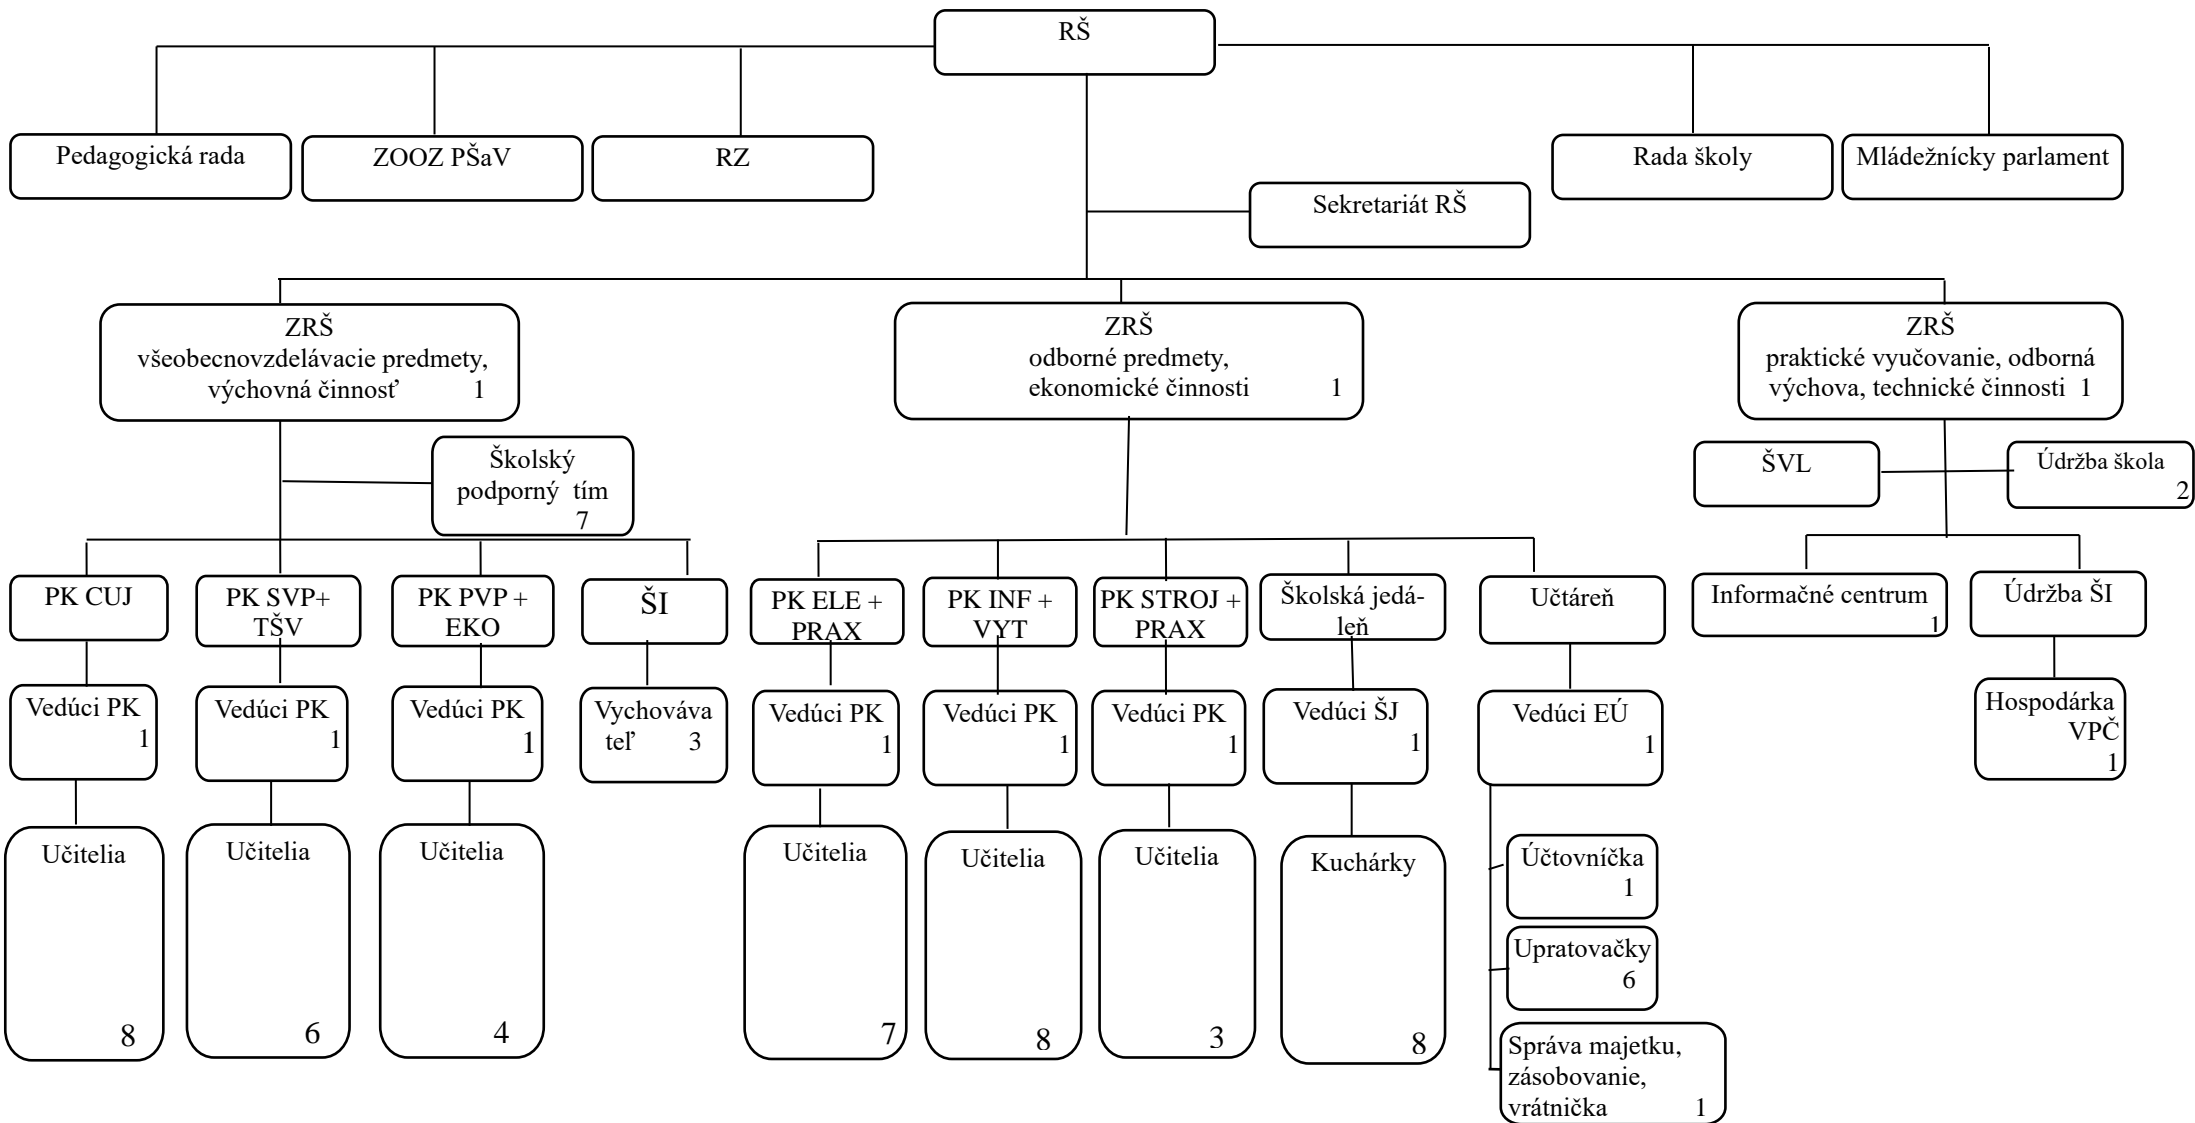 RŠ
Pedagogická rada
ZOOZ PŠaV
RZ
Rada školy
Mládežnícky parlament
Sekretariát RŠ
ZRŠ
všeobecnovzdelávacie predmety,
výchovná činnosť 1
ZRŠ
odborné predmety,
ekonomické činnosti 1
ZRŠ
praktické vyučovanie, odborná
výchova, technické činnosti 1
Školský
podporný tím
7
ŠVL
Údržba škola
2
PK CUJ
PK SVP+
TŠV
PK PVP +
EKO
ŠI
PK ELE +
PRAX
PK INF +
VYT
PK STROJ +
PRAX
Školská jedá-
leň
Učtáreň
Informačné centrum
1
Údržba ŠI
Vedúci PK
1
Vedúci PK
1
Vedúci PK
1
Vychováva
teľ 3
Vedúci PK
1
Vedúci PK
1
Vedúci PK
1
Vedúci ŠJ
1
Vedúci EÚ
1
Hospodárka
VPČ
1
Učitelia
8
Učitelia
6
Učitelia
4
Učitelia
7
Učitelia
8
Učitelia
3
Kuchárky
8
Účtovníčka
1
Upratovačky
6
Správa majetku,
zásobovanie,
vrátnička 1